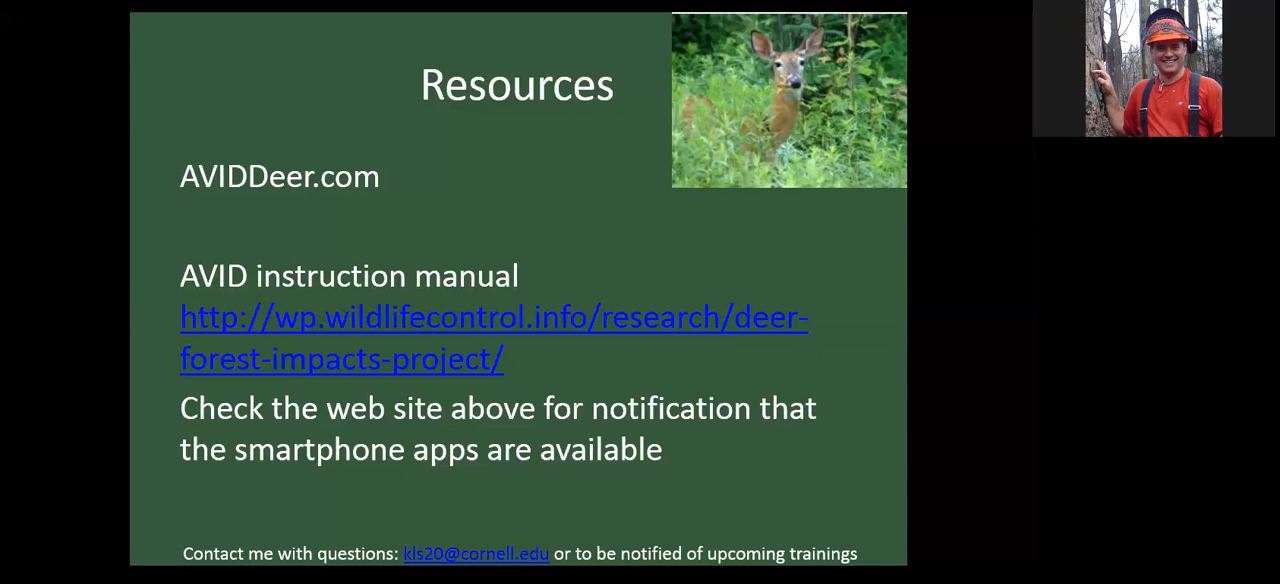 Resources
AVIDDeer.com
AVID instruction manual
http://wp.wildlifecontrol.info/research/deer-
forest-impacts-project/
Check the web site above for notification that
the smartphone apps are available
Contact me with questions: kls20@cornell.edu or to be notified of upcoming trainings